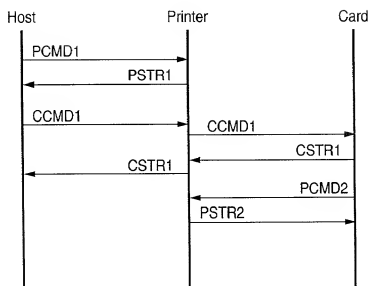 Host Printer Card
PCMD1
PSTR1
CCMD1
CCMD1
CSTR1
CSTR1
PCMD2
PSTR2